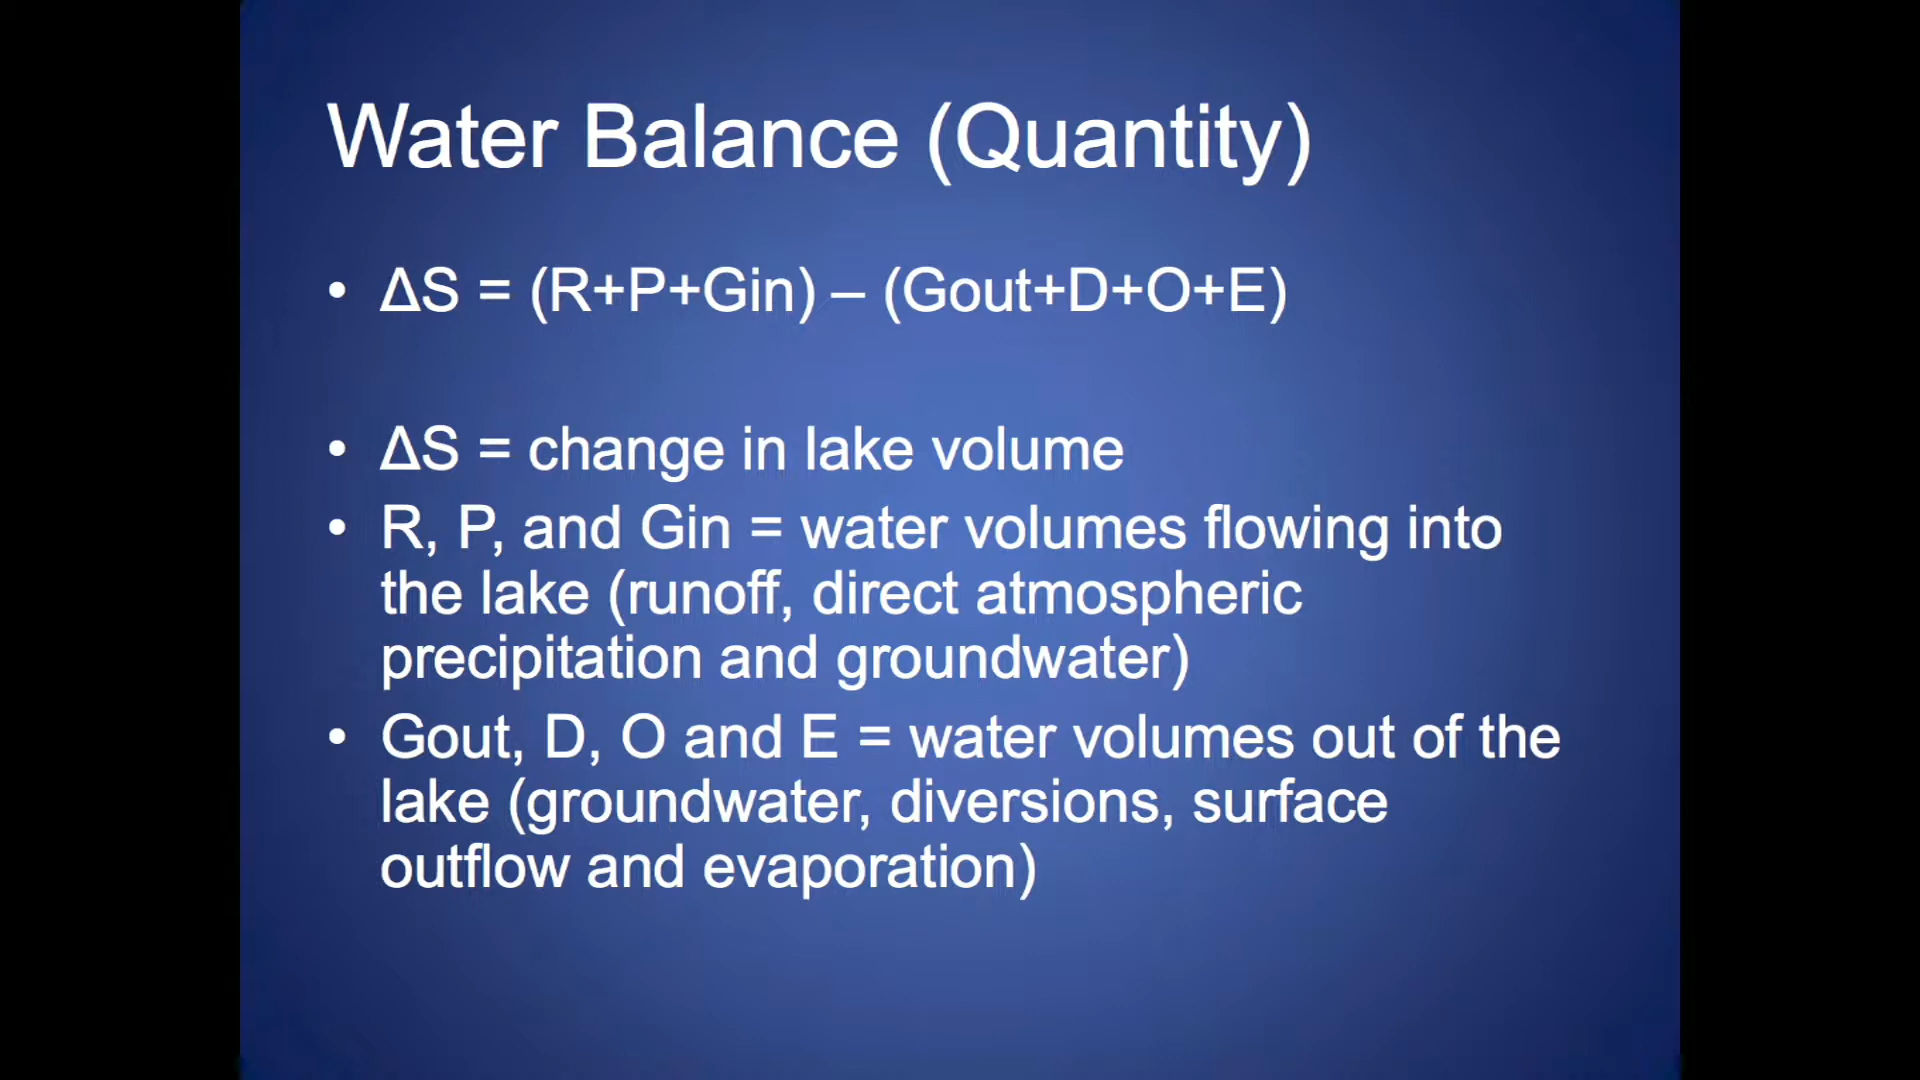 Water Balance (Quantity)
• ΔS = (R+P+Gin) – (Gout+D+O+E)
• ΔS = change in lake volume
• R, P, and Gin = water volumes flowing into
the lake (runoff, direct atmospheric
precipitation and groundwater)
• Gout, D, O and E = water volumes out of the
lake (groundwater, diversions, surface
outflow and evaporation)